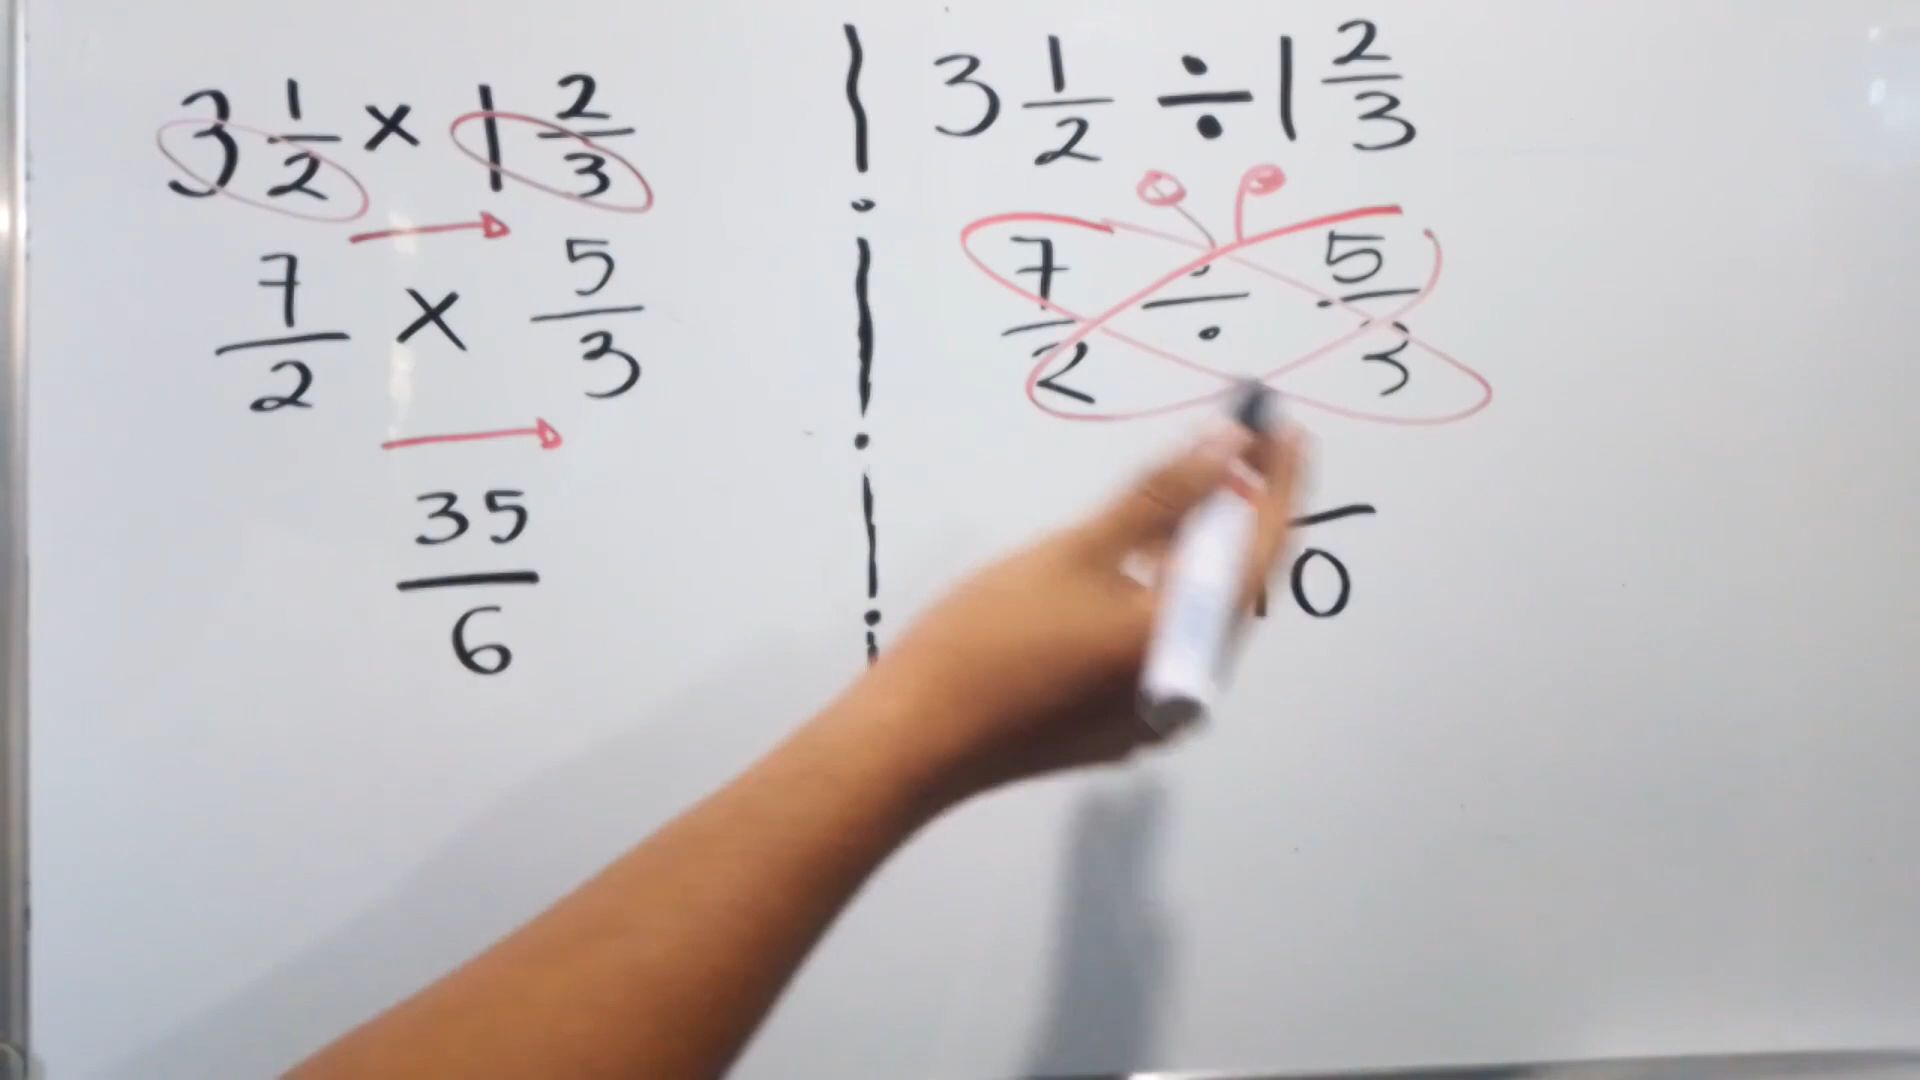 3 1/2 × 1 2/3
7/2 × 5/3
35/6
3 1/2 ÷ 1 2/3
7/2 ÷ 5/3
10